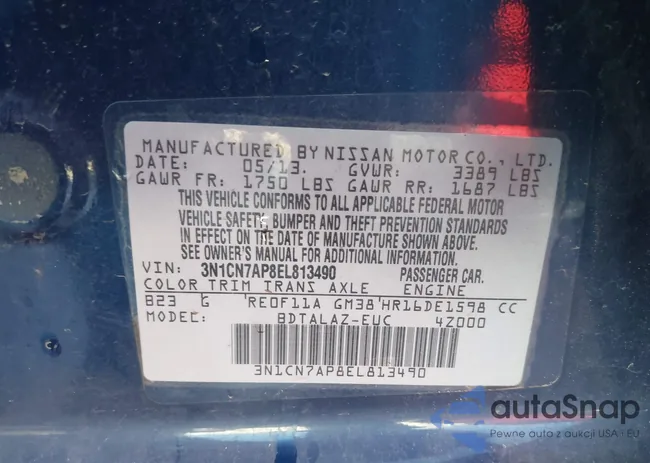 MANUFACTURED BY NISSAN MOTOR CO., LTD.
DATE: 05/13. GVWR: 3389 LBS
GAWR FR: 1750 LBS GAWR RR: 1687 LBS
THIS VEHICLE CONFORMS TO ALL APPLICABLE FEDERAL MOTOR
VEHICLE SAFETY, BUMPER AND THEFT PREVENTION STANDARDS
IN EFFECT ON THE DATE OF MANUFACTURE SHOWN ABOVE.
SEE OWNER'S MANUAL FOR ADDITIONAL INFORMATION.
VIN: 3N1CN7AP8EL813490 PASSENGER CAR.
COLOR TRIM TRANS AXLE ENGINE
B23 G RE0F11A GM38 HR16DE1598 CC
MODEL: BDTALAZ-EUC 4Z000
3N1CN7AP8EL813490
autaSnap
Pewne auto z aukcji USA i EU